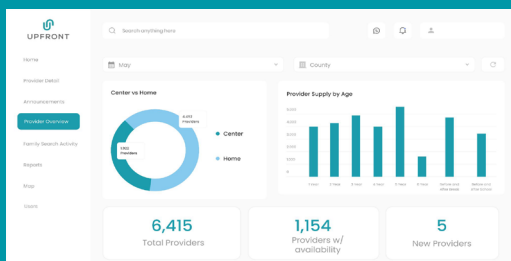 UPFRONT
Search anything here
May
County
Home
Provider Detail
Announcements
Provider Overview
Family Search Activity
Reports
Map
Users
Center vs Home
Providers
Providers
Center
Home
Provider Supply by Age
Before and
Before and
6,415
Total Providers
1,154
Providers w/
availability
5
New Providers